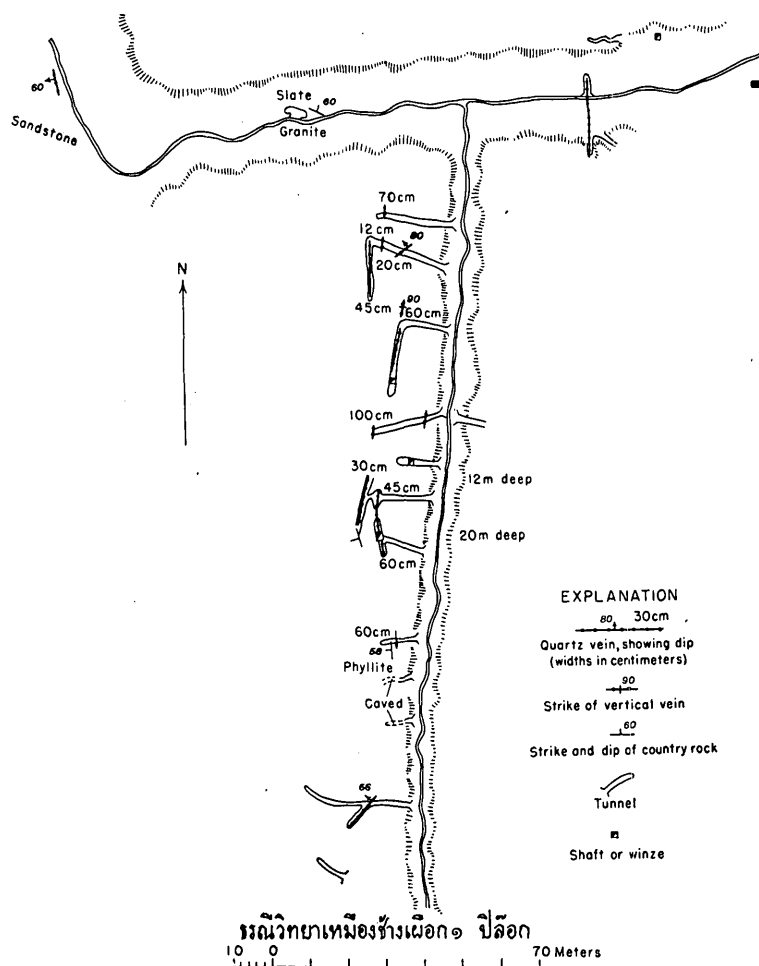 60
Slate
60
Sandstone
Granite
70cm
12cm
80
20cm
N
45cm
90
60cm
100cm
30cm
45cm
12m deep
20m deep
60cm
60cm
68
Phyllite
Caved
66
EXPLANATION
80 30cm
Quartz vein, showing dip
(widths in centimeters)
90
Strike of vertical vein
60
Strike and dip of country rock
Tunnel
Shaft or winze
ธรณีวิทยาเหมืองช้างเผือก๑ ปิล๊อก
10 0 70 Meters